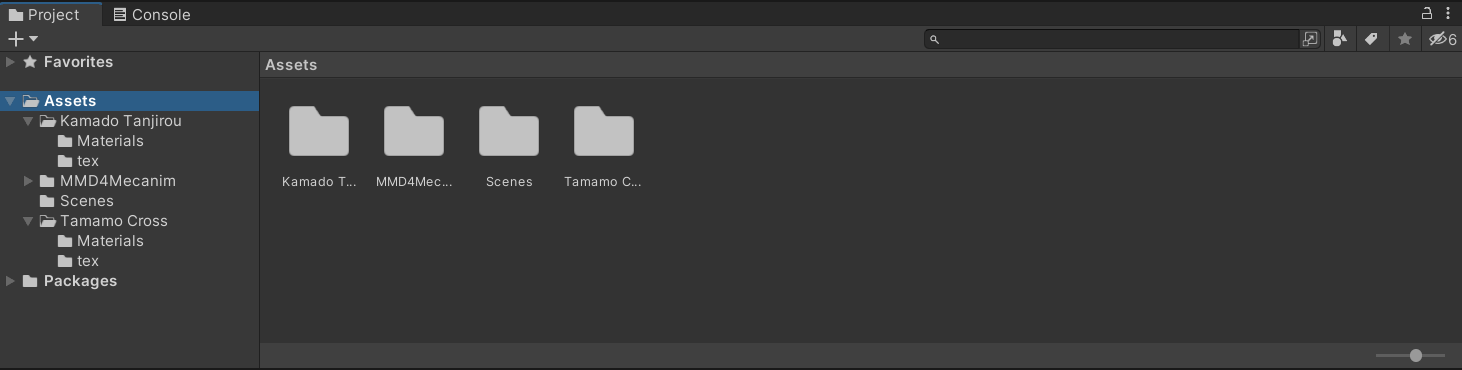 Project
Console
6
Favorites
Assets
Assets
Kamado Tanjirou
Materials
tex
MMD4Mecanim
Scenes
Tamamo Cross
Materials
tex
Packages
Kamado T...
MMD4Mec...
Scenes
Tamamo C...